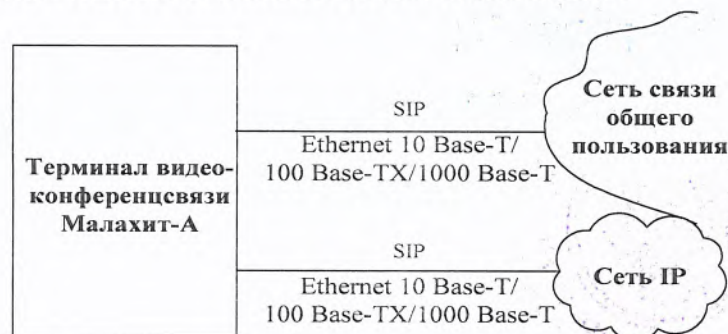 Терминал видео-
конференцсвязи
Малахит-А
SIP
Ethernet 10 Base-T/
100 Base-TX/1000 Base-T
Сеть связи
общего
пользования
SIP
Ethernet 10 Base-T/
100 Base-TX/1000 Base-T
Сеть IP